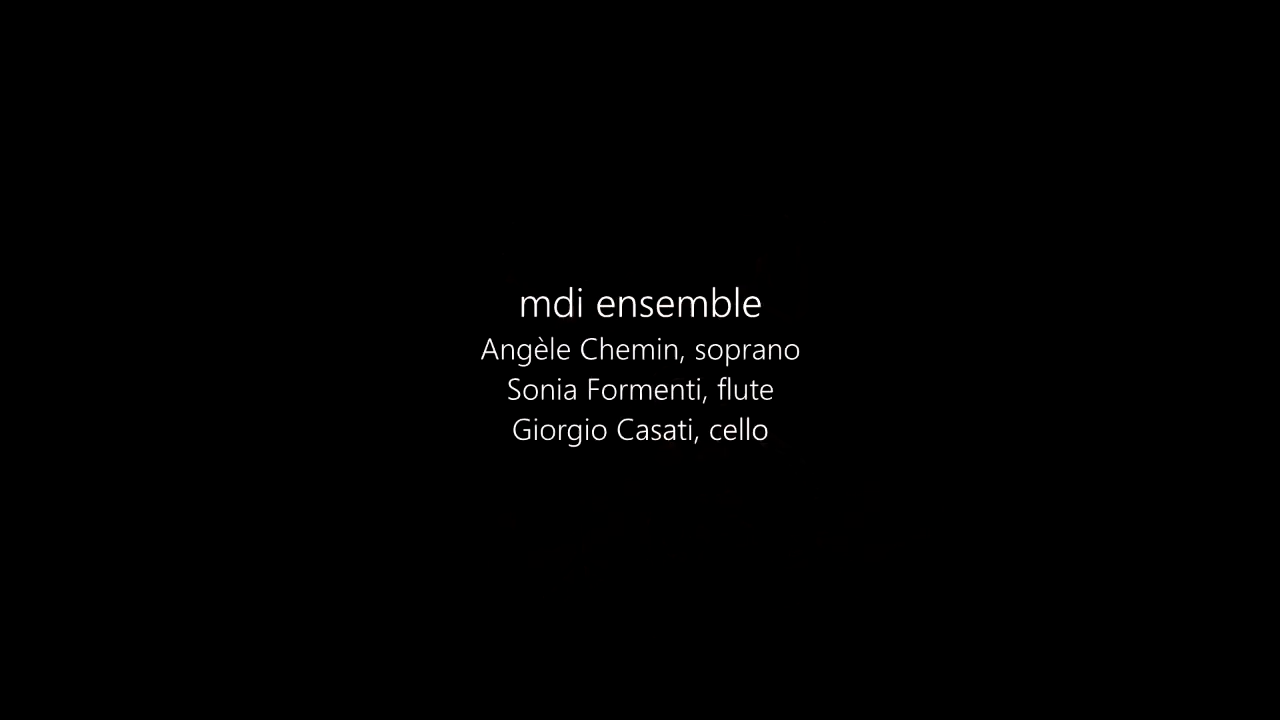 mdi ensemble
Angèle Chemin, soprano
Sonia Formenti, flute
Giorgio Casati, cello